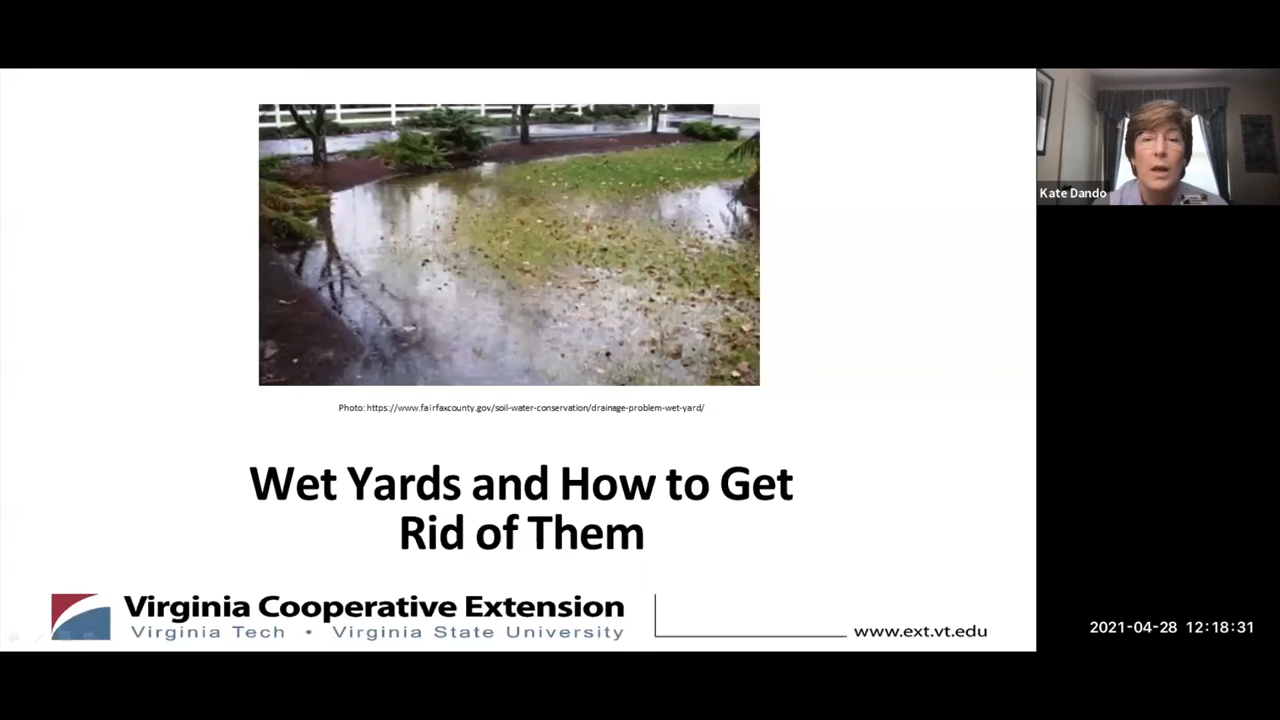 Kate Dando
Photo: https://www.fairfaxcounty.gov/soil-water-conservation/drainage-problem-wet-yard/
Wet Yards and How to Get
Rid of Them
Virginia Cooperative Extension
Virginia Tech • Virginia State University
www.ext.vt.edu
2021-04-28 12:18:31